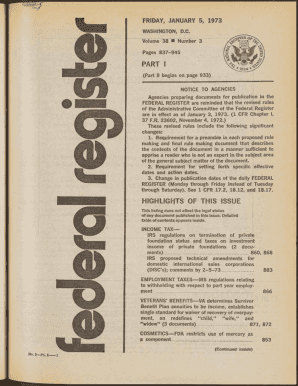 federal register
FRIDAY, JANUARY 5, 1973
WASHINGTON, D.C.
Volume 38 ■ Number 3
Pages 837-945
PART I
(Part II begins on page 933)
NOTICE TO AGENCIES
Agencies preparing documents for publication in the
FEDERAL REGISTER are reminded that the revised rules
of the Administrative Committee of the Federal Register
are in effect as of January 2, 1973. (1 CFR Chapter I,
37 F.R. 23602, November 4, 1972.)
These revised rules include the following significant
changes:
1. Requirement for a preamble in each proposed rule
making and final rule making document that describes
the contents of the document in a manner sufficient to
apprise a reader who is not an expert in the subject area
of the general subject matter of the document.
2. Requirement for setting forth specific effective
dates and action dates.
3. Change in publication dates of the daily FEDERAL
REGISTER (Monday through Friday instead of Tuesday
through Saturday). See 1 CFR 17.2, 18.12, and 18.17.
HIGHLIGHTS OF THIS ISSUE
This listing does not affect the legal status
of any document published in this issue. Detailed
table of contents appears inside.
INCOME TAX—
IRS regulations on termination of private
foundation status and taxes on investment
income of private foundations (2 docu-
ments) 860, 868
IRS proposed technical amendments for
domestic international sales corporations
(DISC's); comments by 2-5-73 883
EMPLOYMENT TAXES—IRS regulations relating
to withholding with respect to part year employ-
ment 866
VETERANS' BENEFITS—VA determines Survivor
Benefit Plan annuities to be income, establishes
single standard for waiver of recovery of overpay-
ment, an redefines "child," "wife," and
"widow" (3 documents) 871, 872
COSMETICS—FDA restricts use of mercury as
a component 853
(Continued inside)